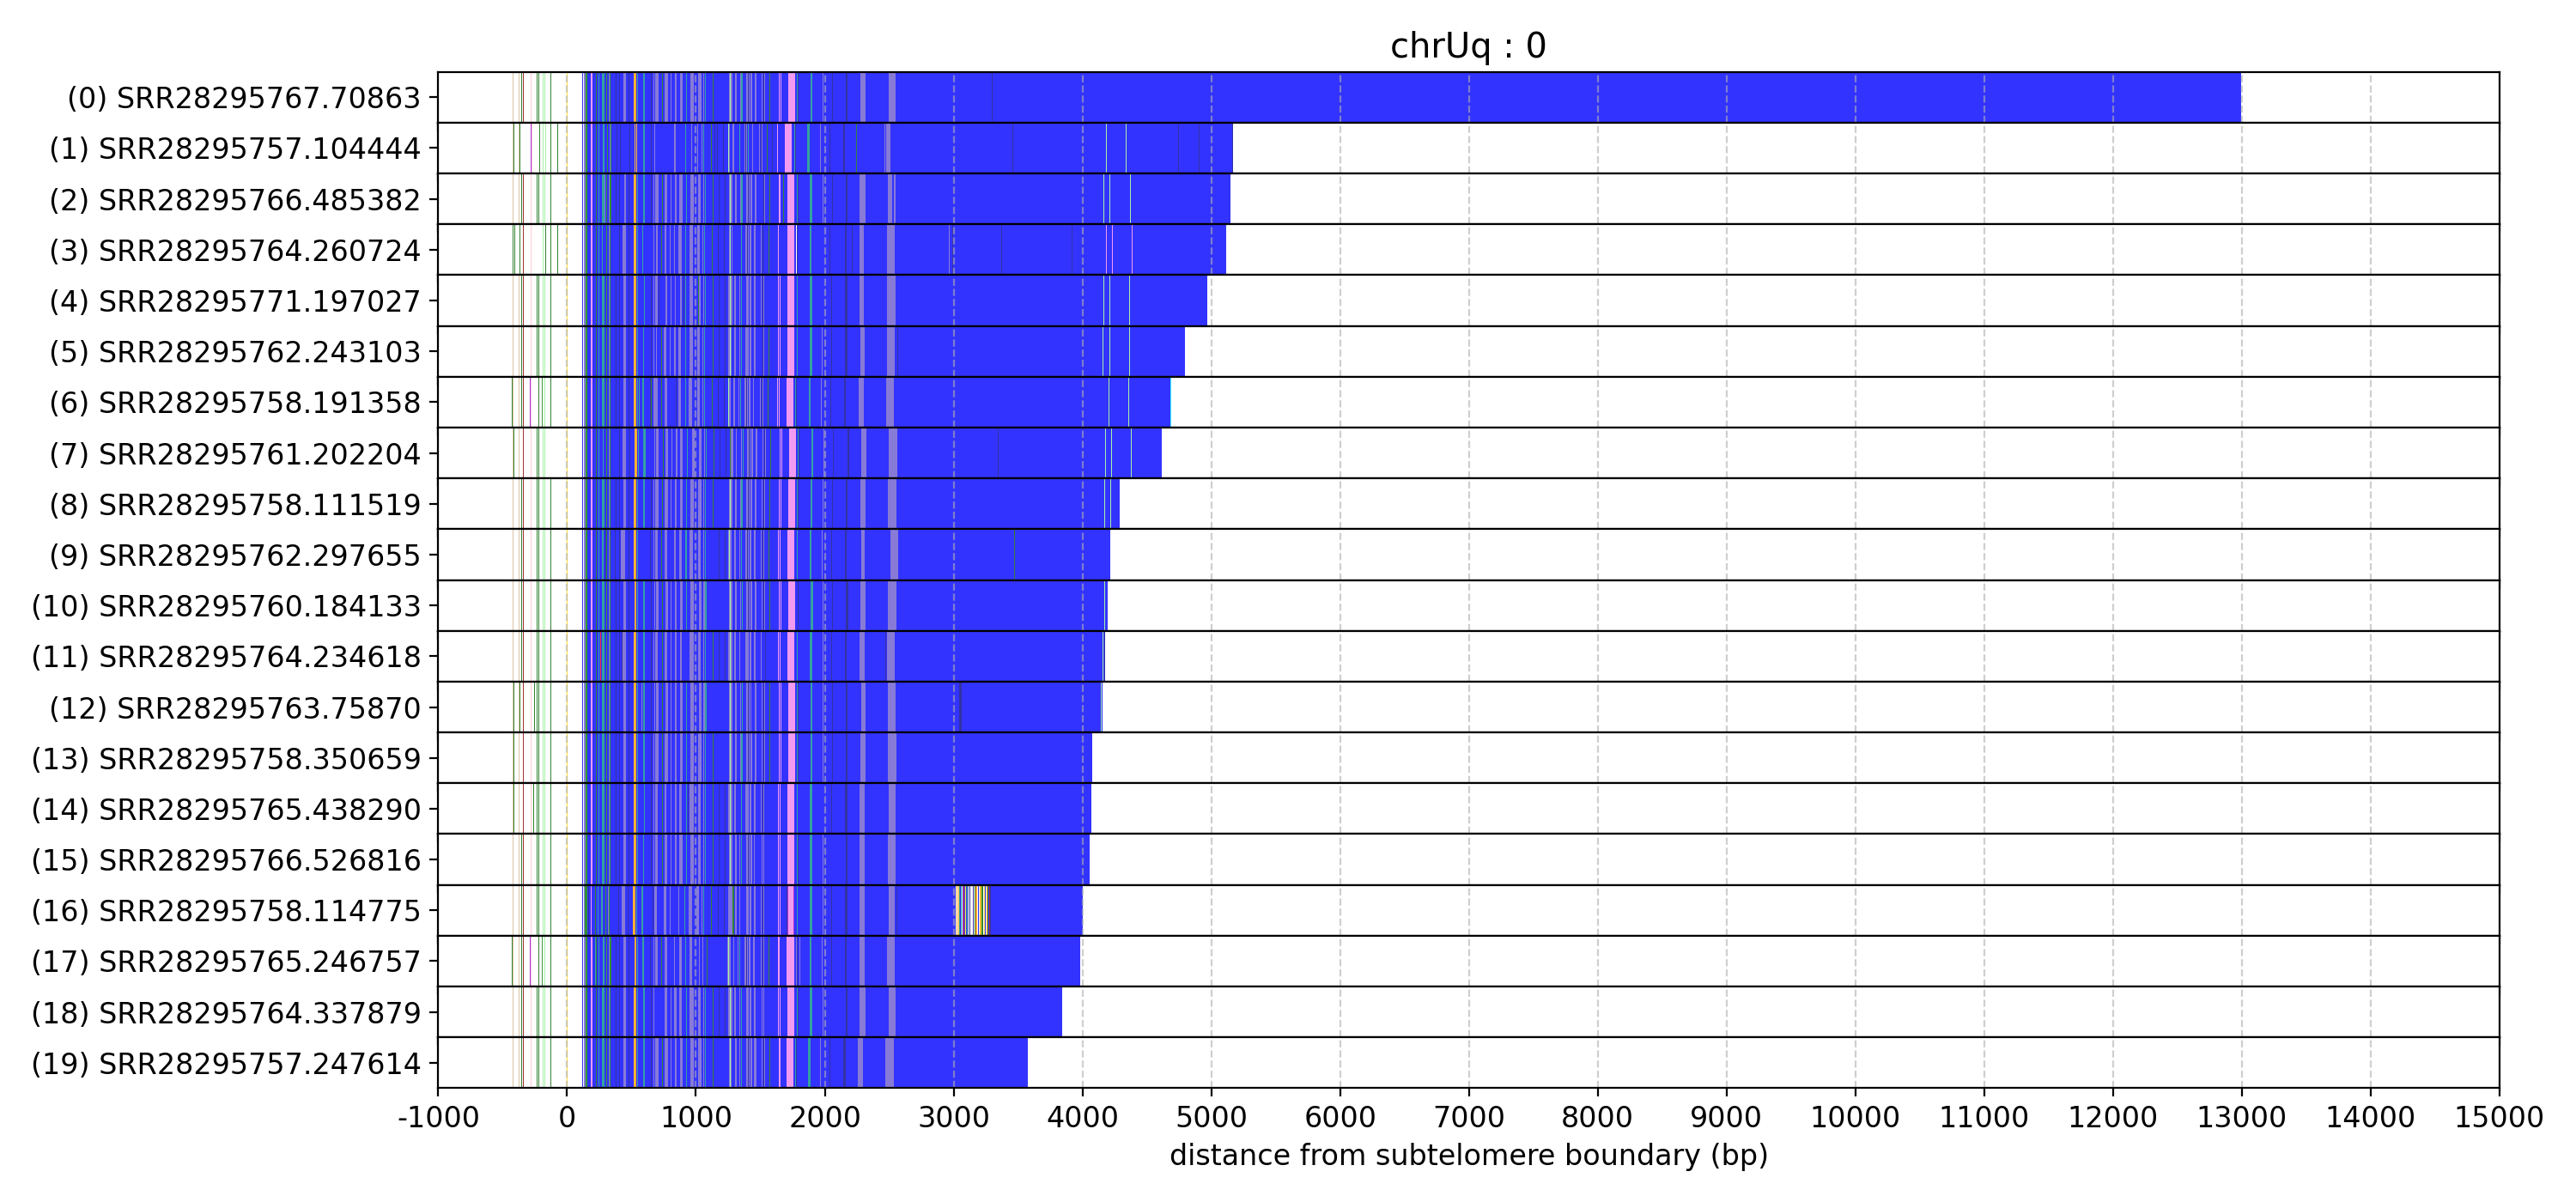 chrUq : 0
(0) SRR28295767.70863
(1) SRR28295757.104444
(2) SRR28295766.485382
(3) SRR28295764.260724
(4) SRR28295771.197027
(5) SRR28295762.243103
(6) SRR28295758.191358
(7) SRR28295761.202204
(8) SRR28295758.111519
(9) SRR28295762.297655
(10) SRR28295760.184133
(11) SRR28295764.234618
(12) SRR28295763.75870
(13) SRR28295758.350659
(14) SRR28295765.438290
(15) SRR28295766.526816
(16) SRR28295758.114775
(17) SRR28295765.246757
(18) SRR28295764.337879
(19) SRR28295757.247614
-1000 0 1000 2000 3000 4000 5000 6000 7000 8000 9000 10000 11000 12000 13000 14000 15000
distance from subtelomere boundary (bp)